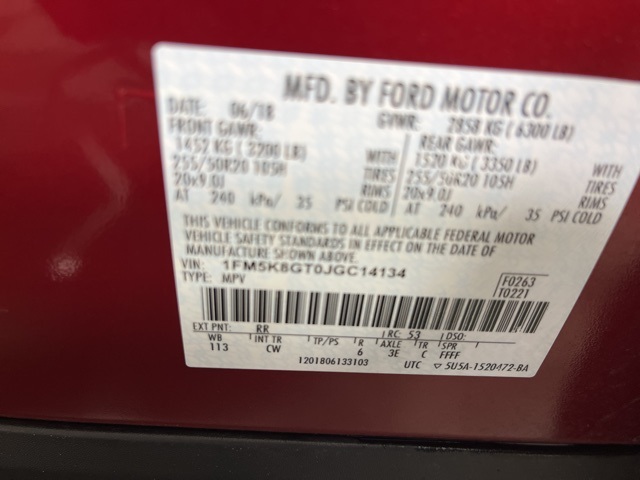 MFD. BY FORD MOTOR CO.
DATE: 06/18 GVWR: 2858 KG ( 6300 LB)
FRONT GAWR: REAR GAWR:
1452 KG ( 3200 LB) 1520 KG ( 3350 LB)
255/50R20 105H TIRES 255/50R20 105H TIRES
20x9.0J RIMS 20x9.0J RIMS
AT 240 kPa/ 35 PSI COLD AT 240 kPa/ 35 PSI COLD
THIS VEHICLE CONFORMS TO ALL APPLICABLE FEDERAL MOTOR
VEHICLE SAFETY STANDARDS IN EFFECT ON THE DATE OF
MANUFACTURE SHOWN ABOVE.
VIN: 1FM5K8GT0JGC14134
TYPE: MPV
F0263
T0221
EXT PNT: RR RC: 53 DSO:
WB INT TR TP/PS R AXLE TR SPR
113 CW 6 3E C FFFF
1201806133103 UTC ▽ 5U5A-1520472-BA